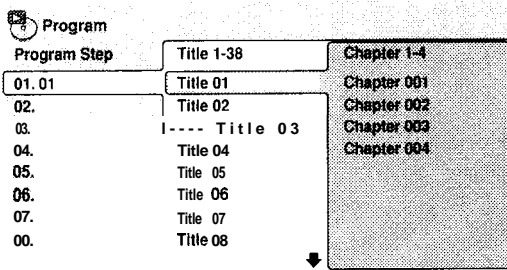 Program
Program Step Title 1-38 Chapter 1-4
01. 01 Title 01 Chapter 001
02. Title 02 Chapter 002
03. I---- Title 03 Chapter 003
04. Title 04 Chapter 004
05. Title 05
06. Title 06
07. Title 07
00. Title 08